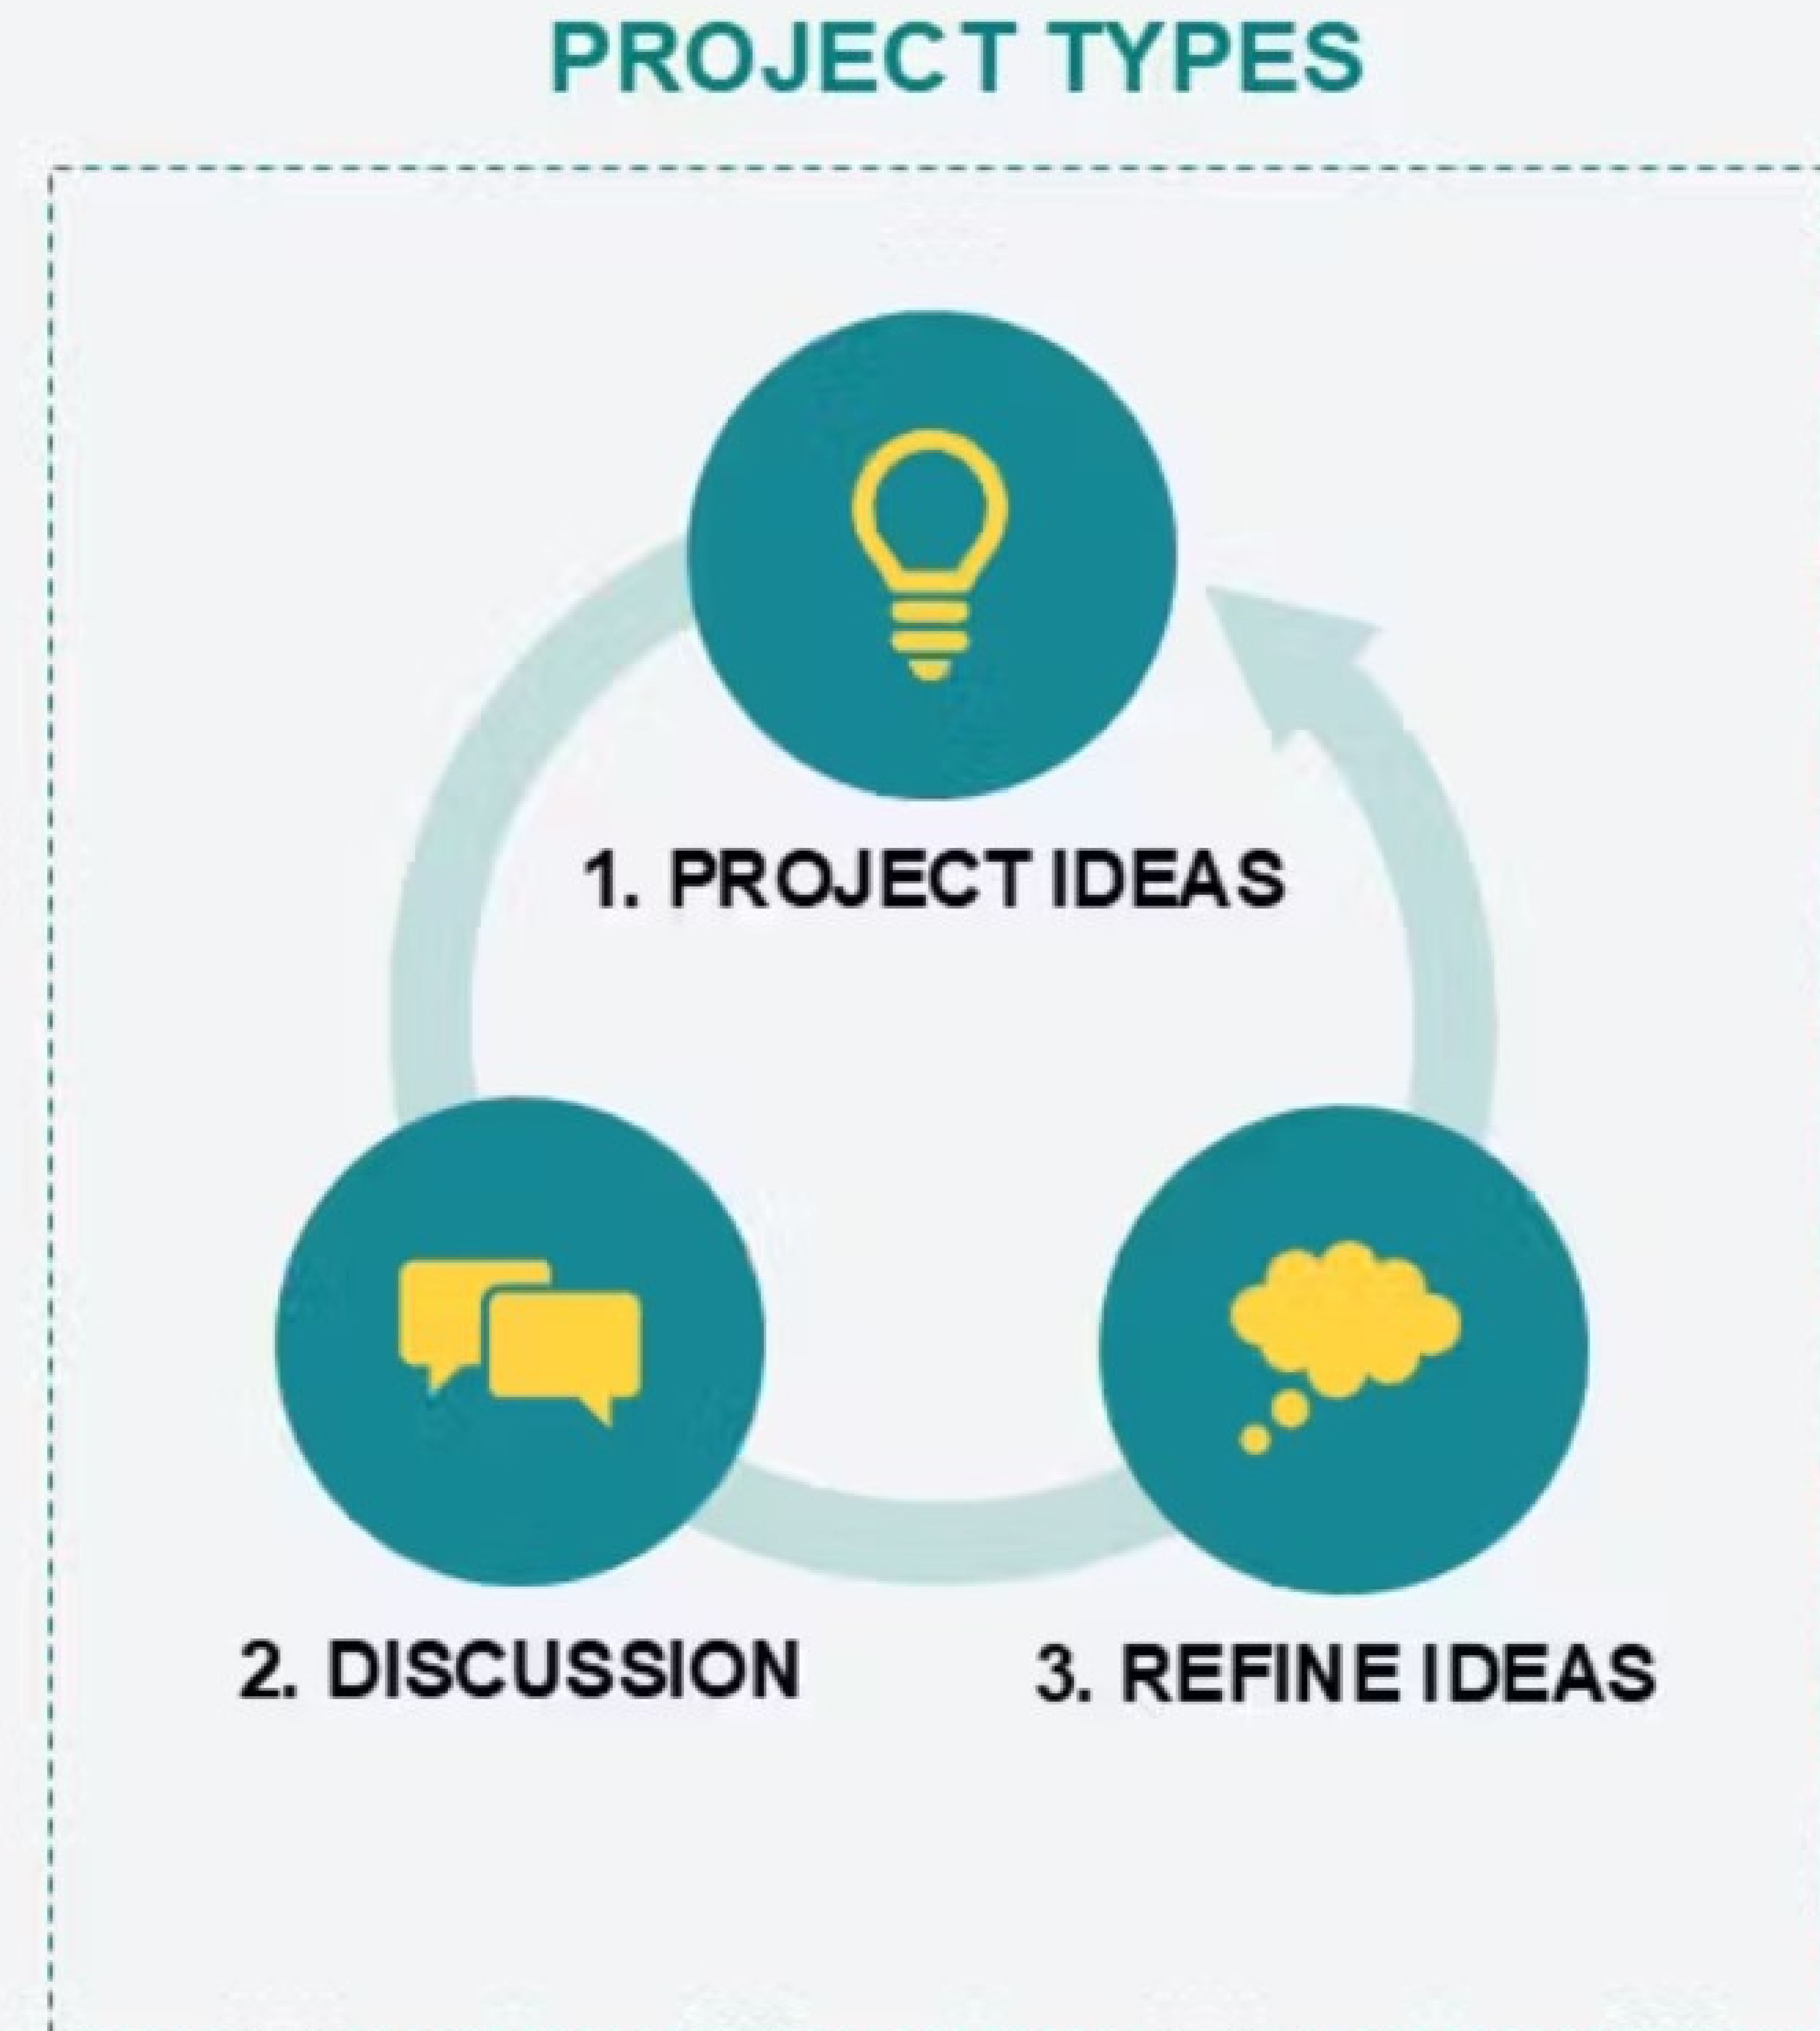 PROJECT TYPES
1. PROJECT IDEAS
2. DISCUSSION
3. REFINE IDEAS